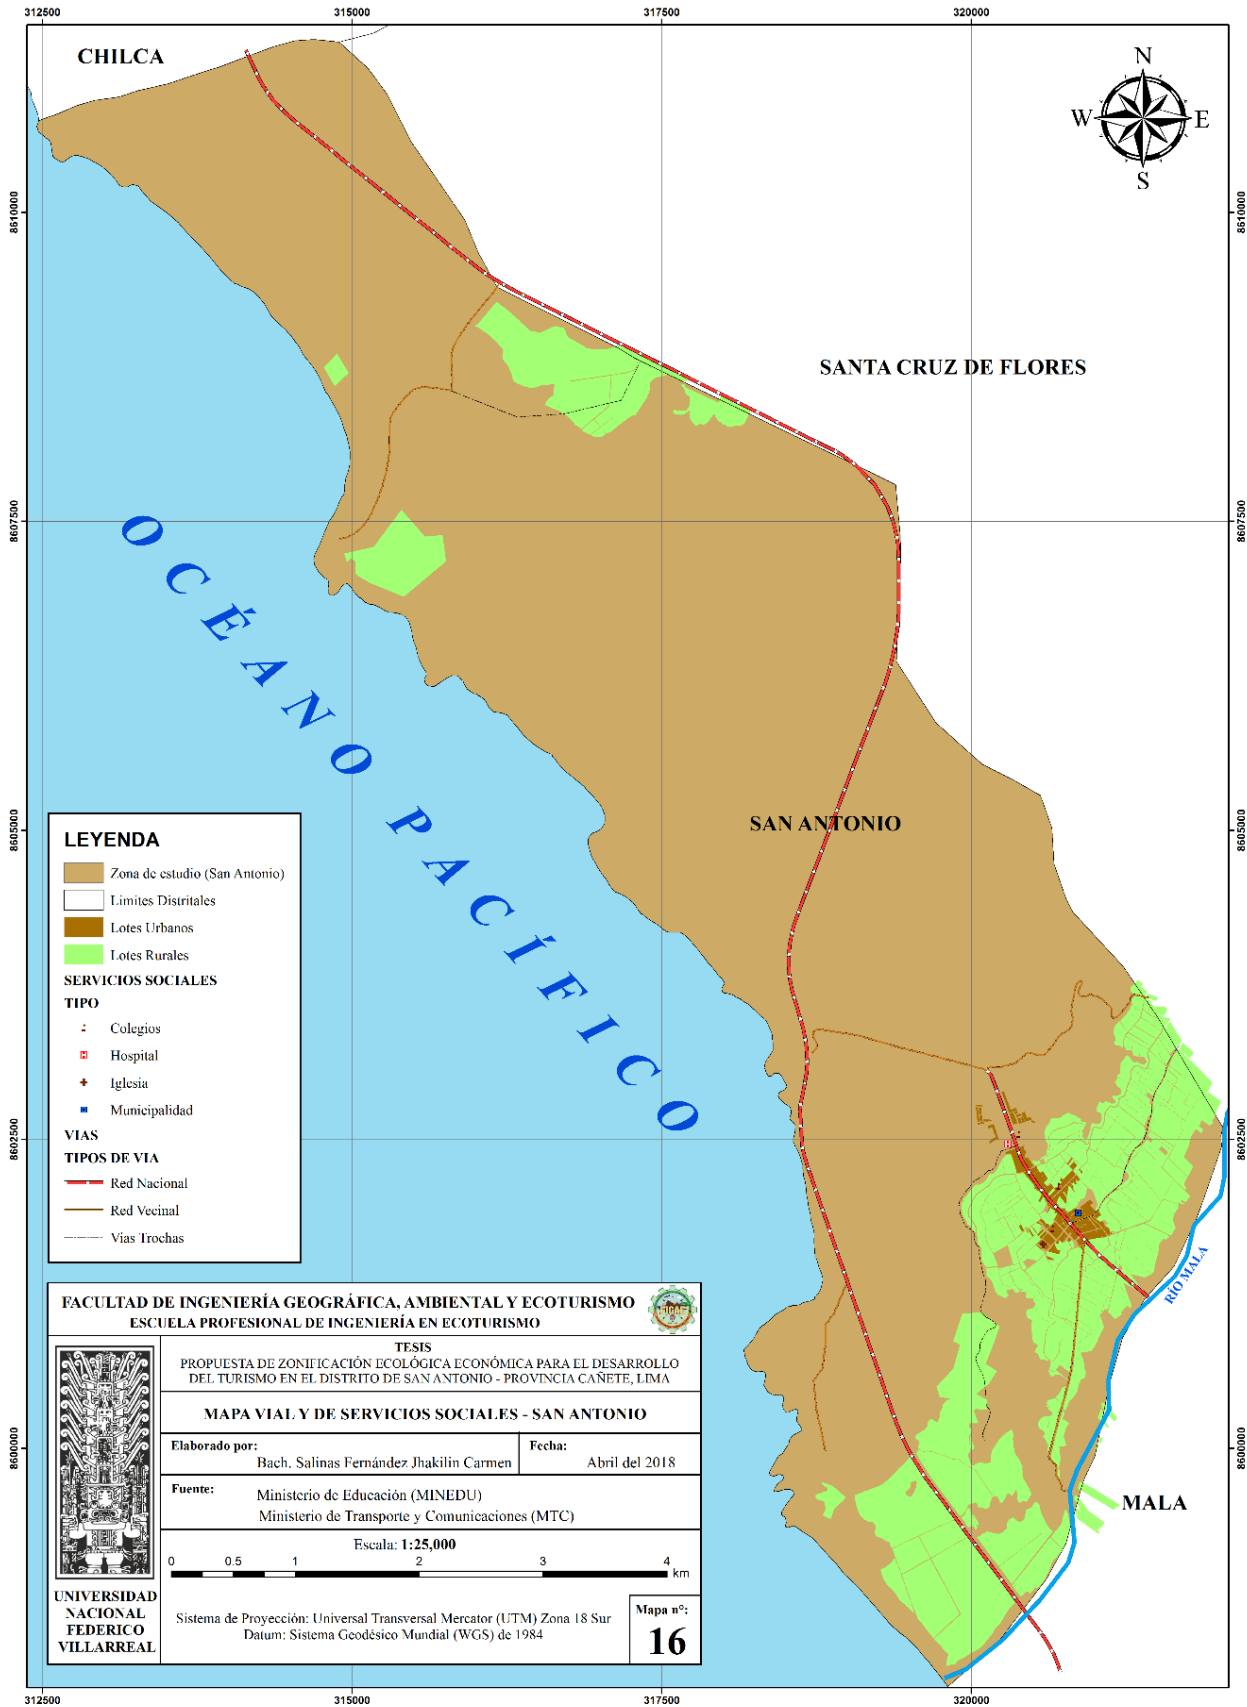 312500
315000
317500
320000
CHILCA
N
W
E
S
8610000
8610000
SANTA CRUZ DE FLORES
8607500
8607500
OCÉANO PACÍFICO
SAN ANTONIO
8605000
8605000
LEYENDA
Zona de estudio (San Antonio)
Limites Distritales
Lotes Urbanos
Lotes Rurales
SERVICIOS SOCIALES
TIPO
Colegios
Hospital
Iglesia
Municipalidad
VIAS
TIPOS DE VIA
Red Nacional
Red Vecinal
Vias Trochas
8602500
8602500
RÍO MALA
FACULTAD DE INGENIERÍA GEOGRÁFICA, AMBIENTAL Y ECOTURISMO
ESCUELA PROFESIONAL DE INGENIERÍA EN ECOTURISMO
TESIS
PROPUESTA DE ZONIFICACIÓN ECOLÓGICA ECONÓMICA PARA EL DESARROLLO
DEL TURISMO EN EL DISTRITO DE SAN ANTONIO - PROVINCIA CAÑETE, LIMA
MAPA VIAL Y DE SERVICIOS SOCIALES - SAN ANTONIO
Elaborado por:
Bach. Salinas Fernández Jhakilin Carmen
Fecha:
Abril del 2018
Fuente:
Ministerio de Educación (MINEDU)
Ministerio de Transporte y Comunicaciones (MTC)
Escala: 1:25,000
0 0.5 1 2 3 4
km
Sistema de Proyección: Universal Transversal Mercator (UTM) Zona 18 Sur
Datum: Sistema Geodésico Mundial (WGS) de 1984
Mapa n°:
16
UNIVERSIDAD
NACIONAL
FEDERICO
VILLARREAL
8600000
8600000
MALA
312500
315000
317500
320000